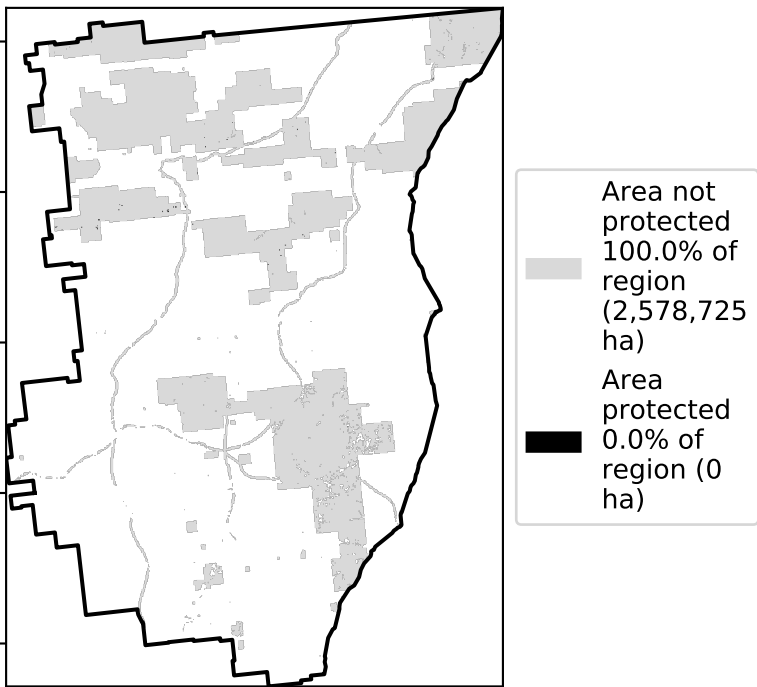 Area not
protected
100.0% of
region
(2,578,725
ha)
Area
protected
0.0% of
region (0
ha)